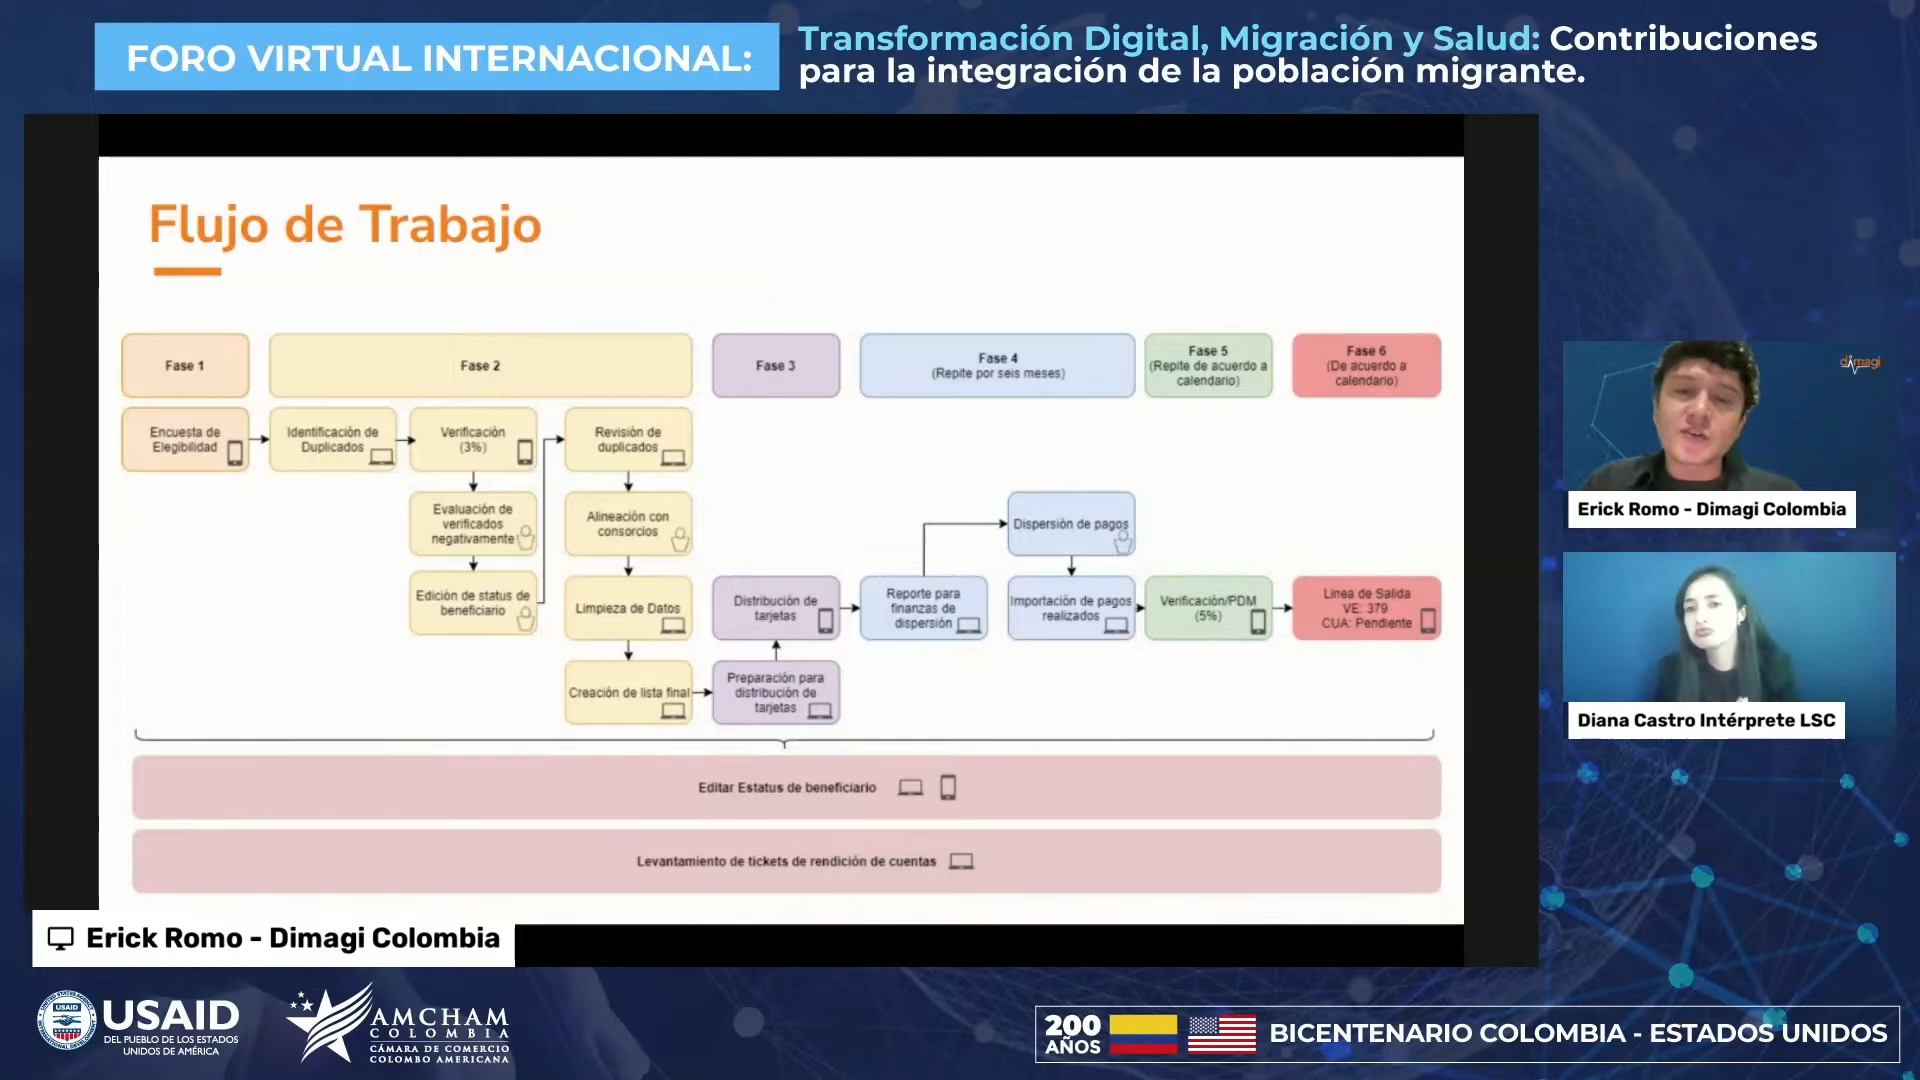 FORO VIRTUAL INTERNACIONAL:
Transformación Digital, Migración y Salud: Contribuciones
para la integración de la población migrante.
Flujo de Trabajo
Fase 1
Fase 2
Fase 3
Fase 4
(Repite por seis meses)
Fase 5
(Repite de acuerdo a
calendario)
Fase 6
(De acuerdo a
calendario)
Encuesta de
Elegibilidad
Identificación de
Duplicados
Verificación
(3%)
Revisión de
duplicados
Evaluación de
verificados
negativamente
Alineación con
consorcios
Dispersión de pagos
Edición de status de
beneficiario
Limpieza de Datos
Distribución de
tarjetas
Reporte para
finanzas de
dispersión
Importación de pagos
realizados
Verificación/PDM
(5%)
Linea de Salida
VE: 379
CUA: Pendiente
Creación de lista final
Preparación para
distribución de
tarjetas
Editar Estatus de beneficiario
Levantamiento de tickets de rendición de cuentas
Erick Romo - Dimagi Colombia
dimagi
Erick Romo - Dimagi Colombia
Diana Castro Intérprete LSC
USAID
DEL PUEBLO DE LOS ESTADOS
UNIDOS DE AMÉRICA
AMCHAM
COLOMBIA
CÁMARA DE COMERCIO
COLOMBO AMERICANA
200
AÑOS
BICENTENARIO COLOMBIA - ESTADOS UNIDOS